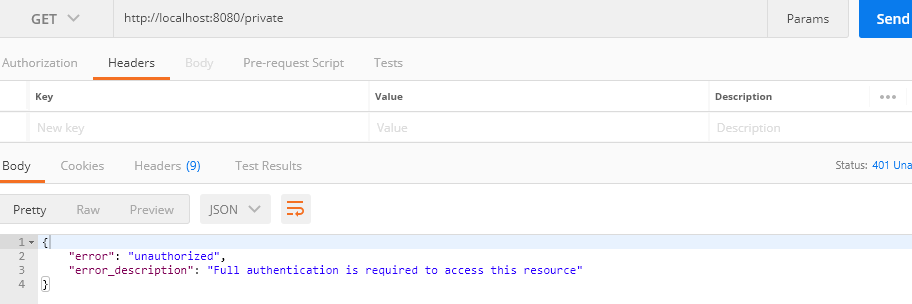 GET http://localhost:8080/private Params Send
Authorization Headers Body Pre-request Script Tests
Key Value Description
New key Value Description
Body Cookies Headers (9) Test Results Status: 401 Una
Pretty Raw Preview JSON
1 {
2 "error": "unauthorized",
3 "error_description": "Full authentication is required to access this resource"
4 }